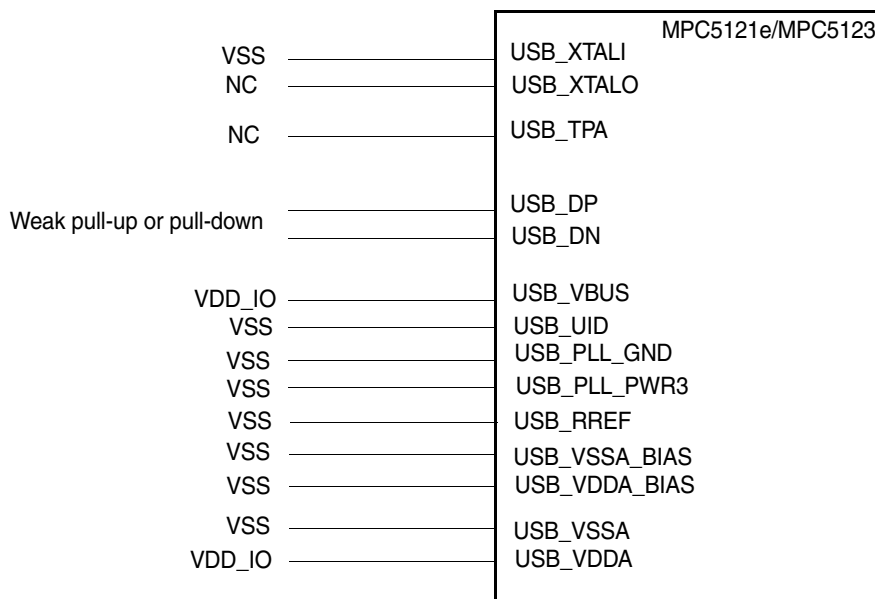 MPC5121e/MPC5123
VSS USB_XTALI
NC USB_XTALO
NC USB_TPA
Weak pull-up or pull-down USB_DP
USB_DN
VDD_IO USB_VBUS
VSS USB_UID
VSS USB_PLL_GND
VSS USB_PLL_PWR3
VSS USB_RREF
VSS USB_VSSA_BIAS
VSS USB_VDDA_BIAS
VSS USB_VSSA
VDD_IO USB_VDDA